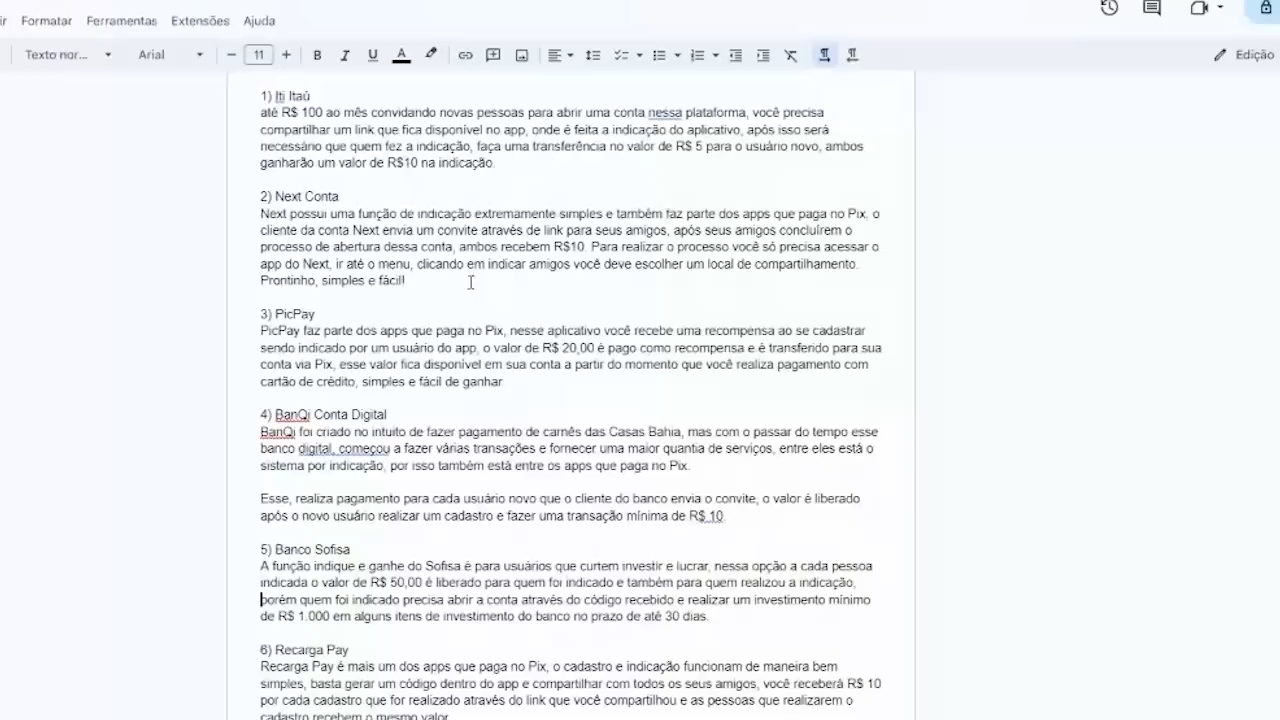 ir Formatar Ferramentas Extensões Ajuda
Texto nor... Arial 11 B I U A Edição
1) Iti Itaú
até R$ 100 ao mês convidando novas pessoas para abrir uma conta nessa plataforma, você precisa
compartilhar um link que fica disponível no app, onde é feita a indicação do aplicativo, após isso será
necessário que quem fez a indicação, faça uma transferência no valor de R$ 5 para o usuário novo, ambos
ganharão um valor de R$10 na indicação.
2) Next Conta
Next possui uma função de indicação extremamente simples e também faz parte dos apps que paga no Pix, o
cliente da conta Next envia um convite através de link para seus amigos, após seus amigos concluírem o
processo de abertura dessa conta, ambos recebem R$10. Para realizar o processo você só precisa acessar o
app do Next, ir até o menu, clicando em indicar amigos você deve escolher um local de compartilhamento.
Prontinho, simples e fácil!
3) PicPay
PicPay faz parte dos apps que paga no Pix, nesse aplicativo você recebe uma recompensa ao se cadastrar
sendo indicado por um usuário do app, o valor de R$ 20,00 é pago como recompensa e é transferido para sua
conta via Pix, esse valor fica disponível em sua conta a partir do momento que você realiza pagamento com
cartão de crédito, simples e fácil de ganhar.
4) BanQi Conta Digital
BanQi foi criado no intuito de fazer pagamento de carnês das Casas Bahia, mas com o passar do tempo esse
banco digital, começou a fazer várias transações e fornecer uma maior quantia de serviços, entre eles está o
sistema por indicação, por isso também está entre os apps que paga no Pix.
Esse, realiza pagamento para cada usuário novo que o cliente do banco envia o convite, o valor é liberado
após o novo usuário realizar um cadastro e fazer uma transação mínima de R$ 10.
5) Banco Sofisa
A função indique e ganhe do Sofisa é para usuários que curtem investir e lucrar, nessa opção a cada pessoa
indicada o valor de R$ 50,00 é liberado para quem foi indicado e também para quem realizou a indicação,
porém quem foi indicado precisa abrir a conta através do código recebido e realizar um investimento mínimo
de R$ 1.000 em alguns itens de investimento do banco no prazo de até 30 dias.
6) Recarga Pay
Recarga Pay é mais um dos apps que paga no Pix, o cadastro e indicação funcionam de maneira bem
simples, basta gerar um código dentro do app e compartilhar com todos os seus amigos, você receberá R$ 10
por cada cadastro que for realizado através do link que você compartilhou e as pessoas que realizarem o
cadastro recebem o mesmo valor.